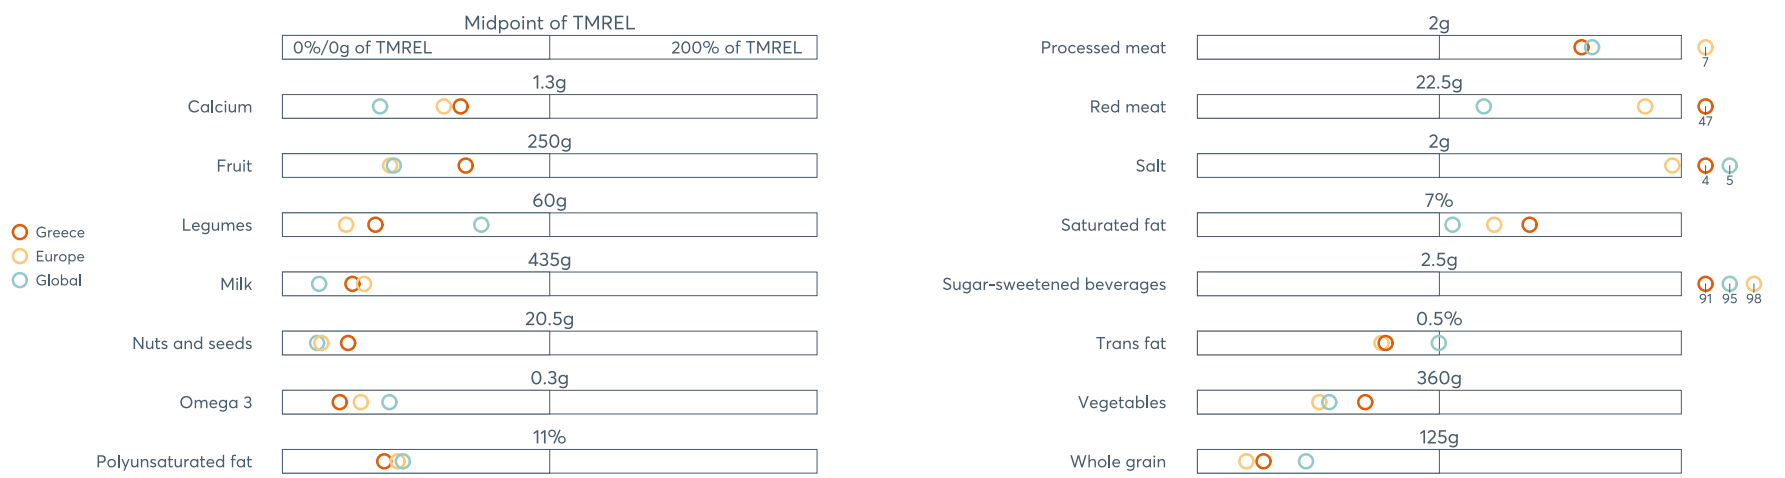 Midpoint of TMREL
0%/0g of TMREL 200% of TMREL
1.3g
Calcium
250g
Fruit
60g
Legumes
435g
Milk
20.5g
Nuts and seeds
0.3g
Omega 3
11%
Polyunsaturated fat
Greece
Europe
Global
2g
Processed meat
7
22.5g
Red meat
47
2g
Salt
4 5
7%
Saturated fat
2.5g
Sugar-sweetened beverages
91 95 98
0.5%
Trans fat
360g
Vegetables
125g
Whole grain